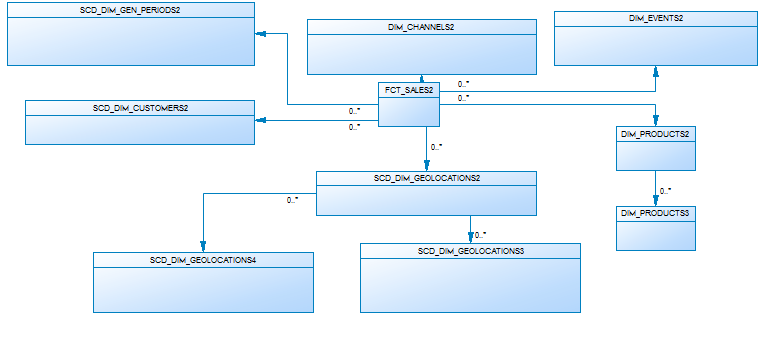 SCD_DIM_GEN_PERIODS2
DIM_CHANNELS2
DIM_EVENTS2
0..*
FCT_SALES2
0..*
0..*
SCD_DIM_CUSTOMERS2
0..*
DIM_PRODUCTS2
0..*
SCD_DIM_GEOLOCATIONS2
0..*
0..*
DIM_PRODUCTS3
0..*
SCD_DIM_GEOLOCATIONS4
SCD_DIM_GEOLOCATIONS3